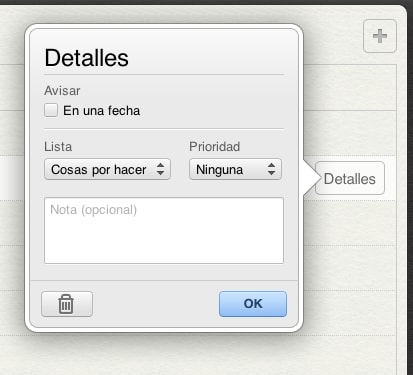 Detalles
Avisar
En una fecha
Lista Prioridad
Cosas por hacer Ninguna
Detalles
Nota (opcional)
OK